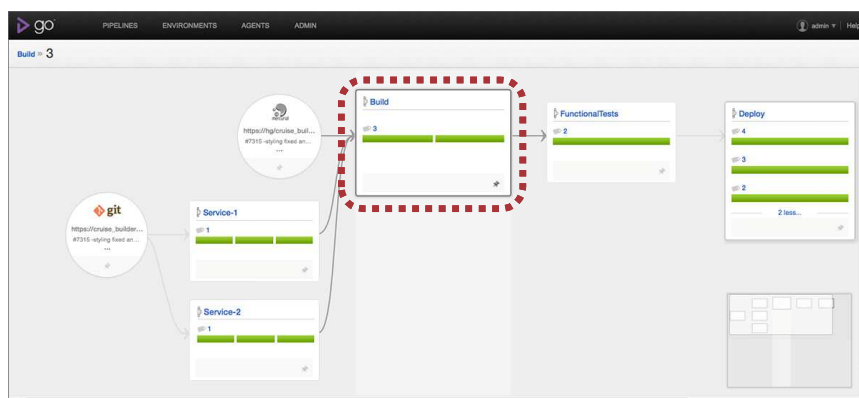 go
PIPELINES ENVIRONMENTS AGENTS ADMIN
admin Help
Build » 3
mercurial
https://hg/cruise_buil...
#7315 -styling fixed an...
...
Build
3
FunctionalTests
2
Deploy
4
3
2
2 less...
git
https://cruise_builder...
#7315 -styling fixed an...
...
Service-1
1
Service-2
1